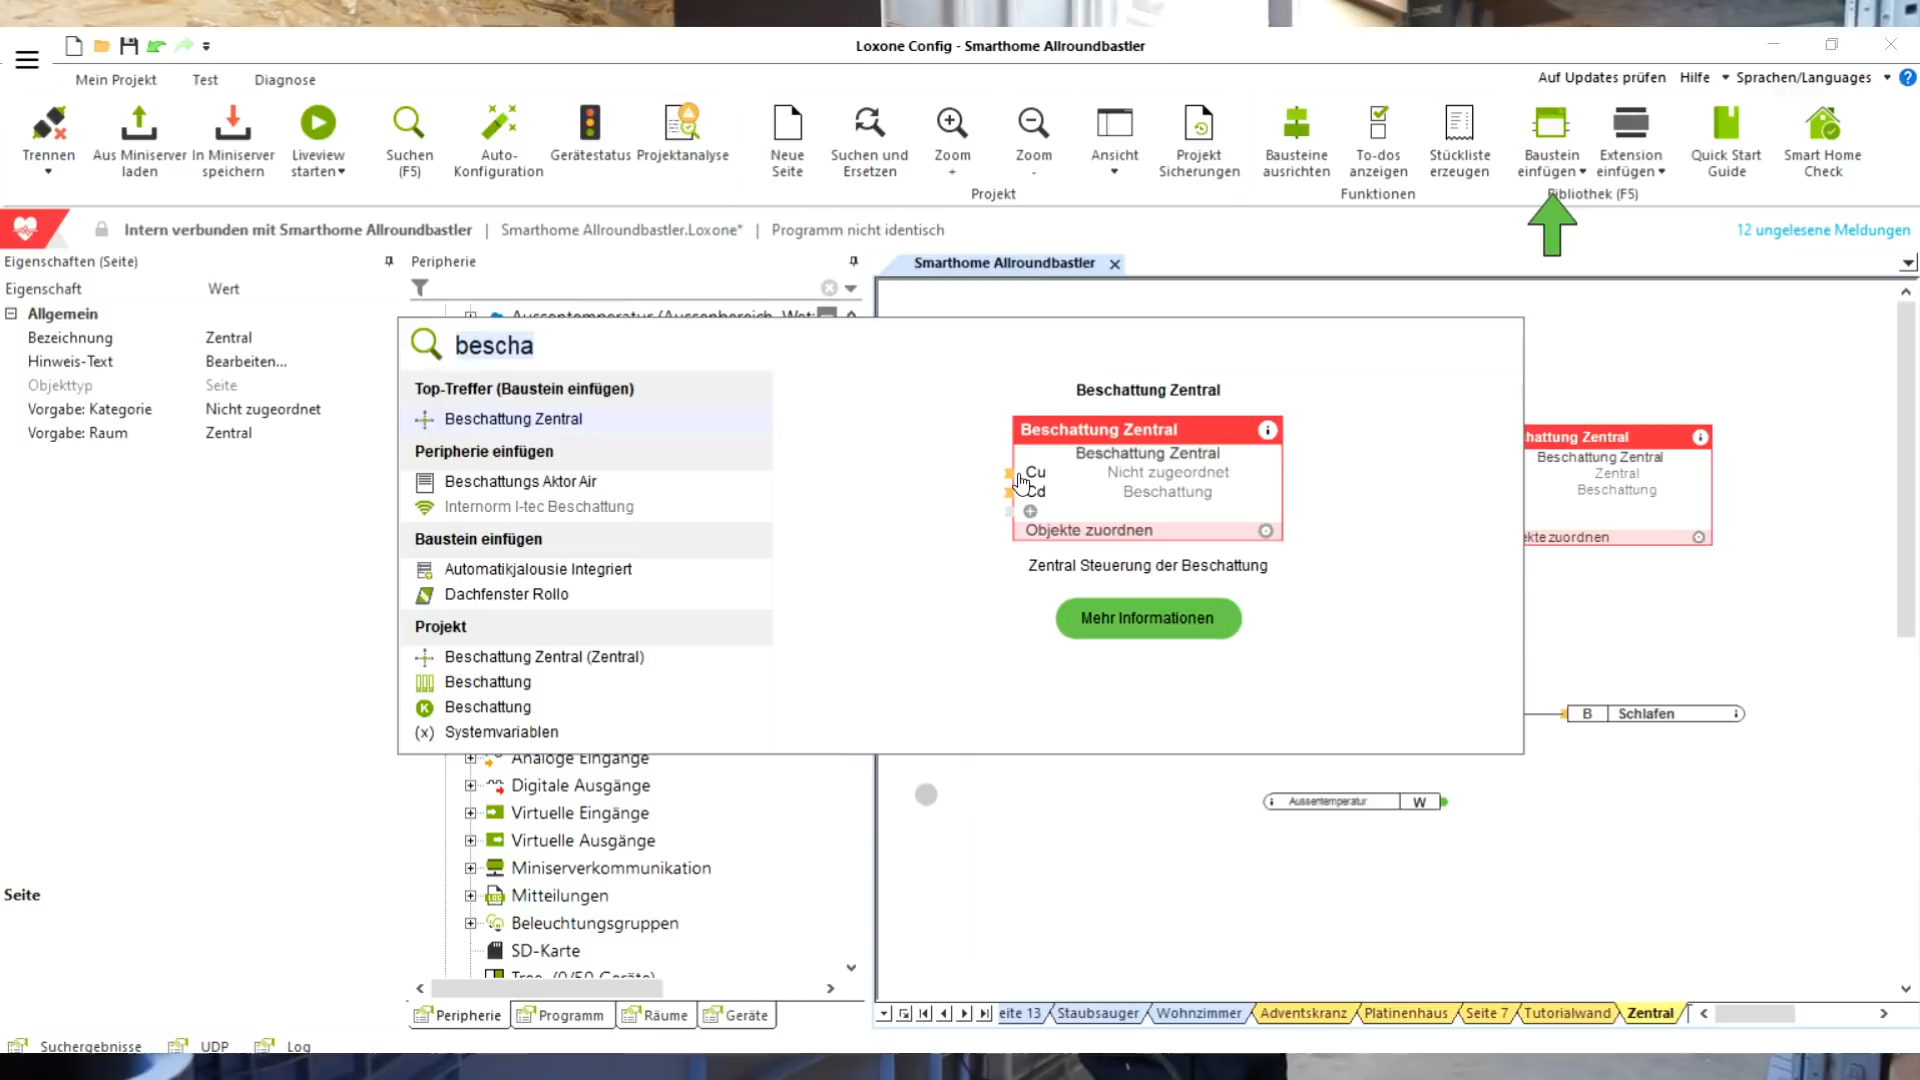 Loxone Config - Smarthome Allroundbastler
Mein Projekt
Test
Diagnose
Auf Updates prüfen
Hilfe
Sprachen/Languages
Trennen
Aus Miniserver
laden
In Miniserver
speichern
Liveview
starten
Suchen
(F5)
Auto-
Konfiguration
Gerätestatus
Projektanalyse
Neue
Seite
Suchen und
Ersetzen
Zoom
+
Zoom
-
Ansicht
Projekt
Sicherungen
Bausteine
ausrichten
To-dos
anzeigen
Stückliste
erzeugen
Baustein
einfügen
Extension
einfügen
Quick Start
Guide
Smart Home
Check
Projekt
Funktionen
Bibliothek (F5)
Intern verbunden mit Smarthome Allroundbastler | Smarthome Allroundbastler.Loxone* | Programm nicht identisch
12 ungelesene Meldungen
Eigenschaften (Seite)
Eigenschaft
Wert
Allgemein
Bezeichnung
Zentral
Hinweis-Text
Bearbeiten...
Objekttyp
Seite
Vorgabe: Kategorie
Nicht zugeordnet
Vorgabe: Raum
Zentral
Seite
Peripherie
Aussentemperatur (Aussenbereich, Wet
Smarthome Allroundbastler
bescha
Top-Treffer (Baustein einfügen)
Beschattung Zentral
Peripherie einfügen
Beschattungs Aktor Air
Internorm I-tec Beschattung
Baustein einfügen
Automatikjalousie Integriert
Dachfenster Rollo
Projekt
Beschattung Zentral (Zentral)
Beschattung
Beschattung
(x) Systemvariablen
Beschattung Zentral
Beschattung Zentral
Beschattung Zentral
Cu
Nicht zugeordnet
Cd
Beschattung
Objekte zuordnen
Zentral Steuerung der Beschattung
Mehr Informationen
hattung Zentral
Beschattung Zentral
Zentral
Beschattung
kte zuordnen
B Schlafen
Aussentemperatur W
Analoge Eingänge
Digitale Ausgänge
Virtuelle Eingänge
Virtuelle Ausgänge
Miniserverkommunikation
Mitteilungen
Beleuchtungsgruppen
SD-Karte
Tree (0/50 Geräte)
Peripherie
Programm
Räume
Geräte
eite 13
Staubsauger
Wohnzimmer
Adventskranz
Platinenhaus
Seite 7
Tutorialwand
Zentral
Suchergebnisse
UDP
Log